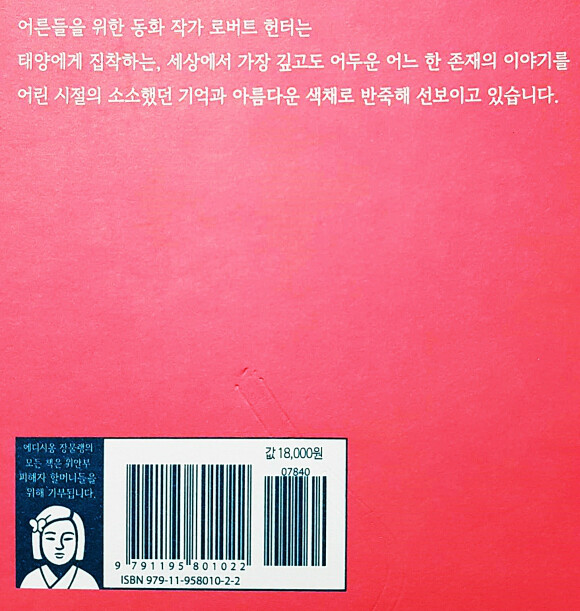 어른들을 위한 동화 작가 로버트 헌터는
태양에게 집착하는, 세상에서 가장 깊고도 어두운 어느 한 존재의 이야기를
어린 시절의 소소했던 기억과 아름다운 색채로 반죽해 선보이고 있습니다.
에디시옹 장물랭의
모든 책은 위안부
피해자 할머니들을
위해 기부됩니다.
값 18,000원
07840
9 791195 801022
ISBN 979-11-958010-2-2